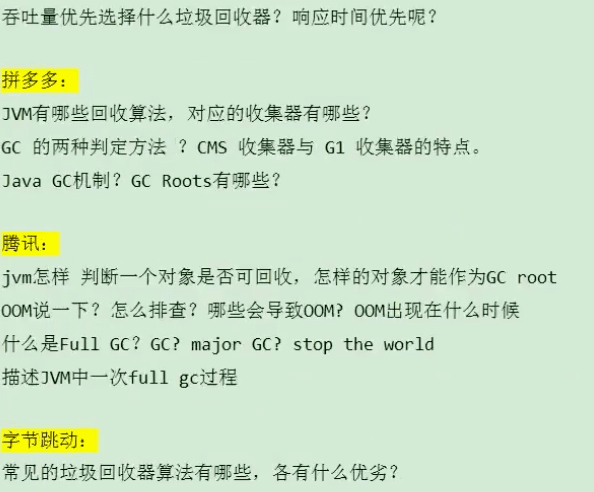 吞吐量优先选择什么垃圾回收器？响应时间优先呢？
拼多多：
JVM有哪些回收算法，对应的收集器有哪些？
GC 的两种判定方法 ？CMS 收集器与 G1 收集器的特点。
Java GC机制？GC Roots有哪些？
腾讯：
jvm怎样 判断一个对象是否可回收，怎样的对象才能作为GC root
OOM说一下？怎么排查？哪些会导致OOM? OOM出现在什么时候
什么是Full GC？GC? major GC? stop the world
描述JVM中一次full gc过程
字节跳动：
常见的垃圾回收器算法有哪些，各有什么优劣？